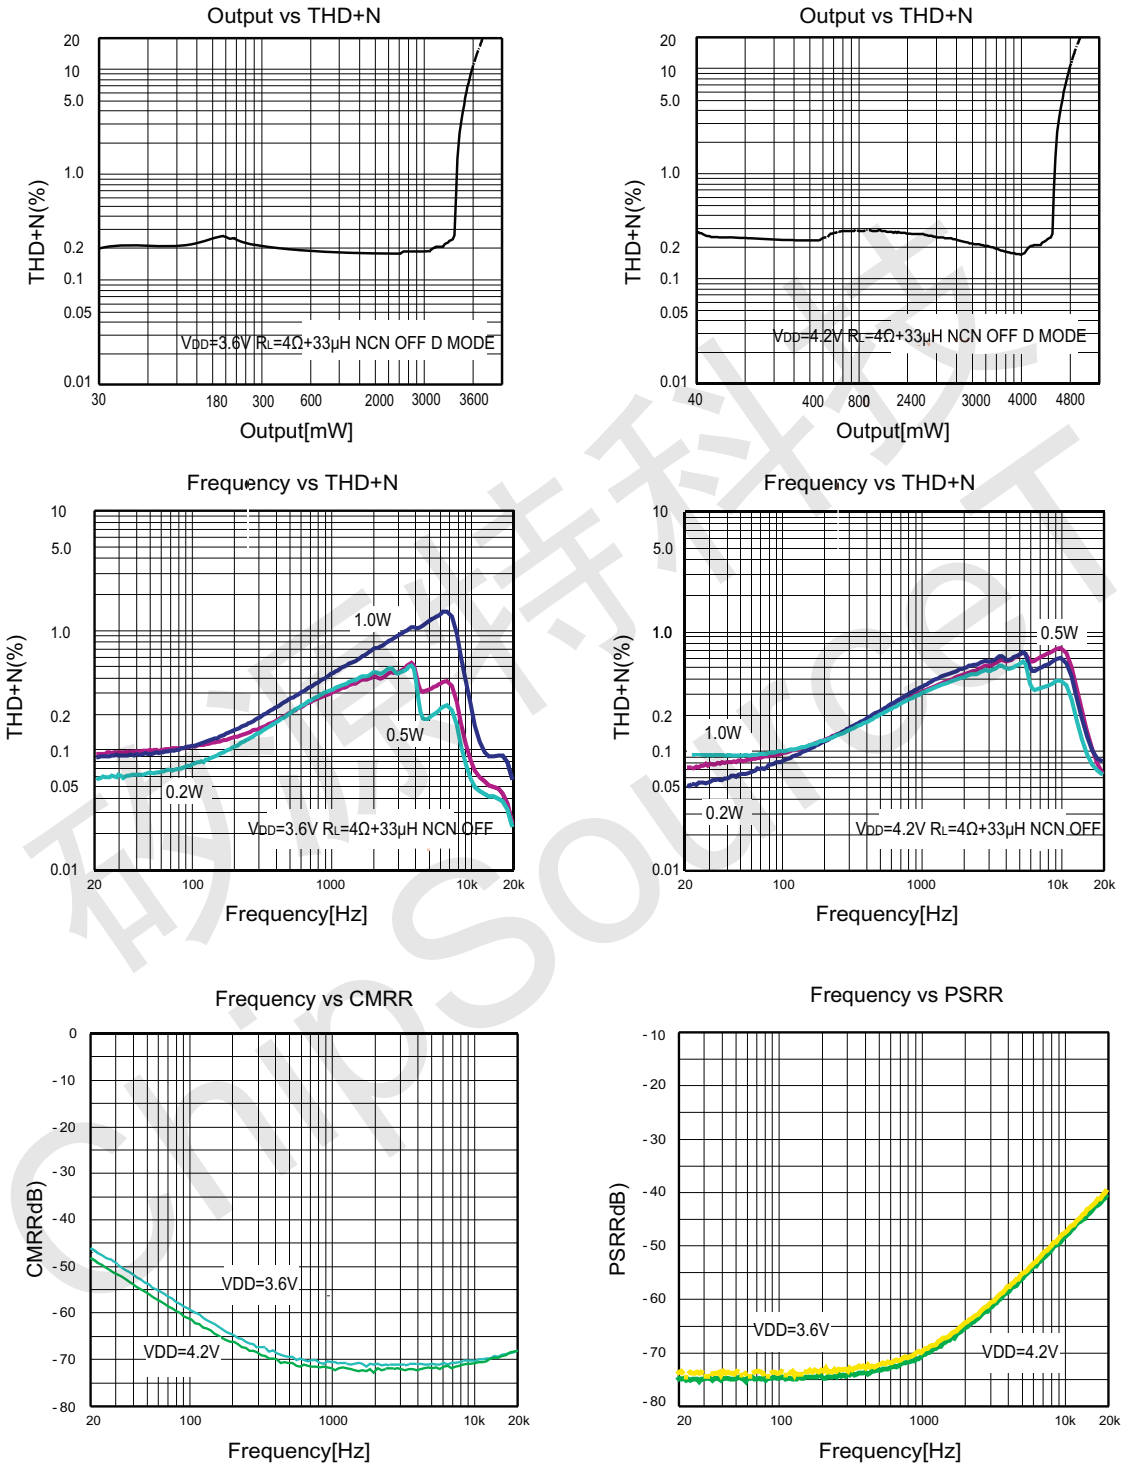 Output vs THD+N
THD+N(%)
20
10
5.0
1.0
0.2
0.1
0.05
0.01
VDD=3.6V RL=4Ω+33μH NCN OFF D MODE
30 180 300 600 2000 3000 3600
Output[mW]
Output vs THD+N
THD+N(%)
20
10
5.0
1.0
0.2
0.1
0.05
0.01
VDD=4.2V RL=4Ω+33μH NCN OFF D MODE
40 400 800 2400 3000 4000 4800
Output[mW]
Frequency vs THD+N
THD+N(%)
10
5.0
1.0
0.2
0.1
0.05
0.01
1.0W
0.5W
0.2W
VDD=3.6V RL=4Ω+33μH NCN OFF
20 100 1000 10k 20k
Frequency[Hz]
Frequency vs THD+N
THD+N(%)
10
5.0
1.0
0.2
0.1
0.05
0.01
0.5W
1.0W
0.2W
VDD=4.2V RL=4Ω+33μH NCN OFF
20 100 1000 10k 20k
Frequency[Hz]
Frequency vs CMRR
CMRRdB)
0
-10
-20
-30
-40
-50
-60
-70
-80
VDD=3.6V
VDD=4.2V
20 100 1000 10k 20k
Frequency[Hz]
Frequency vs PSRR
PSRRdB)
-10
-20
-30
-40
-50
-60
-70
-80
VDD=3.6V
VDD=4.2V
20 100 1000 10k 20k
Frequency[Hz]
矽源特科技
ChipSourceT